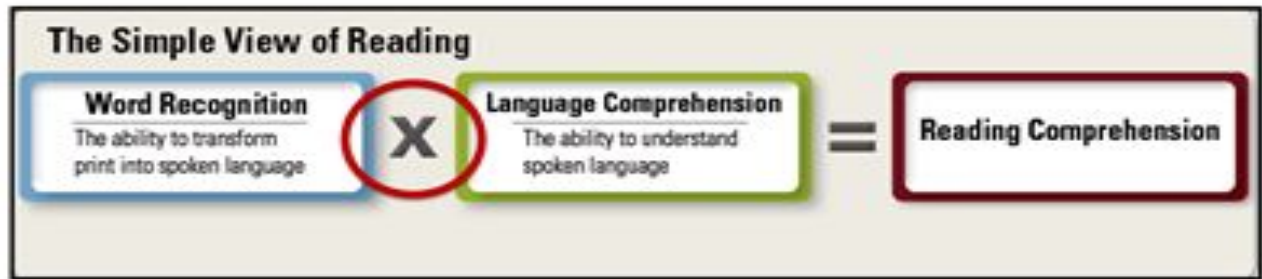 The Simple View of Reading
Word Recognition
The ability to transform
print into spoken language
X
Language Comprehension
The ability to understand
spoken language
=
Reading Comprehension